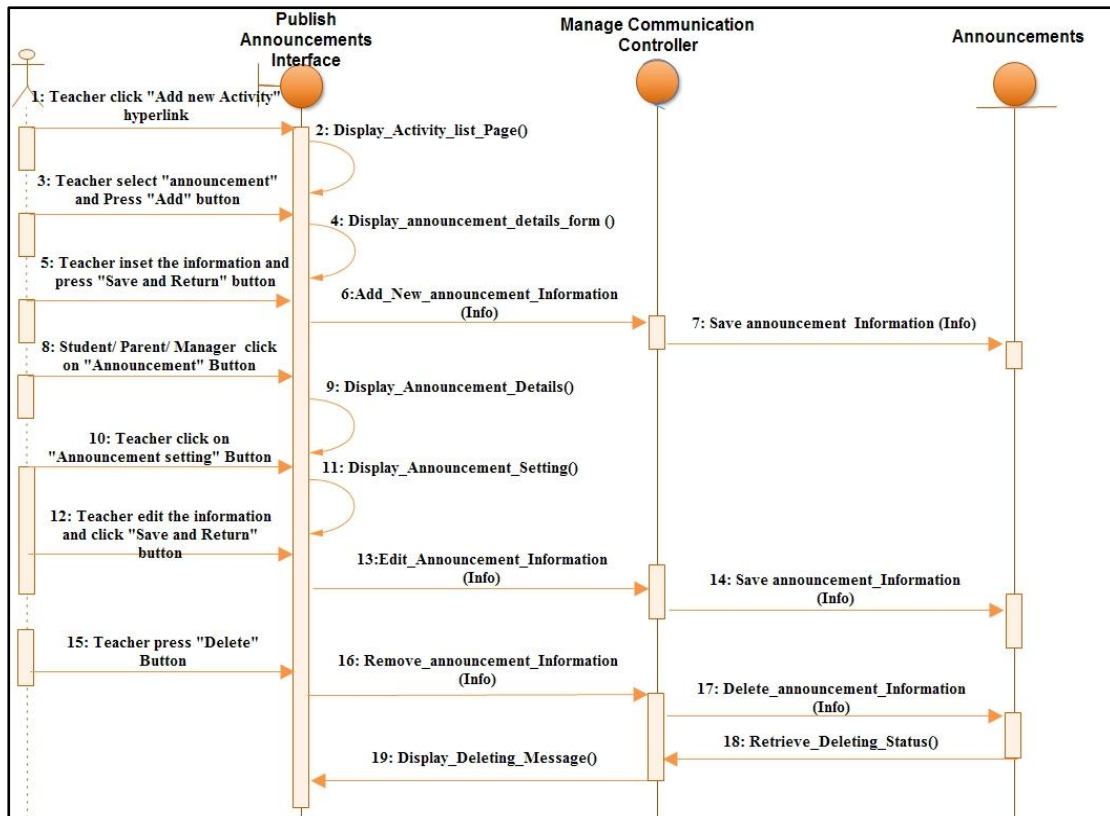 Publish
Announcements
Interface
Manage Communication
Controller
Announcements
1: Teacher click "Add new Activity"
hyperlink
2: Display_Activity_list_Page()
3: Teacher select "announcement"
and Press "Add" button
4: Display_announcement_details_form ()
5: Teacher inset the information and
press "Save and Return" button
6:Add_New_announcement_Information
(Info)
7: Save announcement Information (Info)
8: Student/ Parent/ Manager click
on "Announcement" Button
9: Display_Announcement_Details()
10: Teacher click on
"Announcement setting" Button
11: Display_Announcement_Setting()
12: Teacher edit the information
and click "Save and Return"
button
13:Edit_Announcement_Information
(Info)
14: Save announcement_Information
(Info)
15: Teacher press "Delete"
Button
16: Remove_announcement_Information
(Info)
17: Delete_announcement_Information
(Info)
18: Retrieve_Deleting_Status()
19: Display_Deleting_Message()